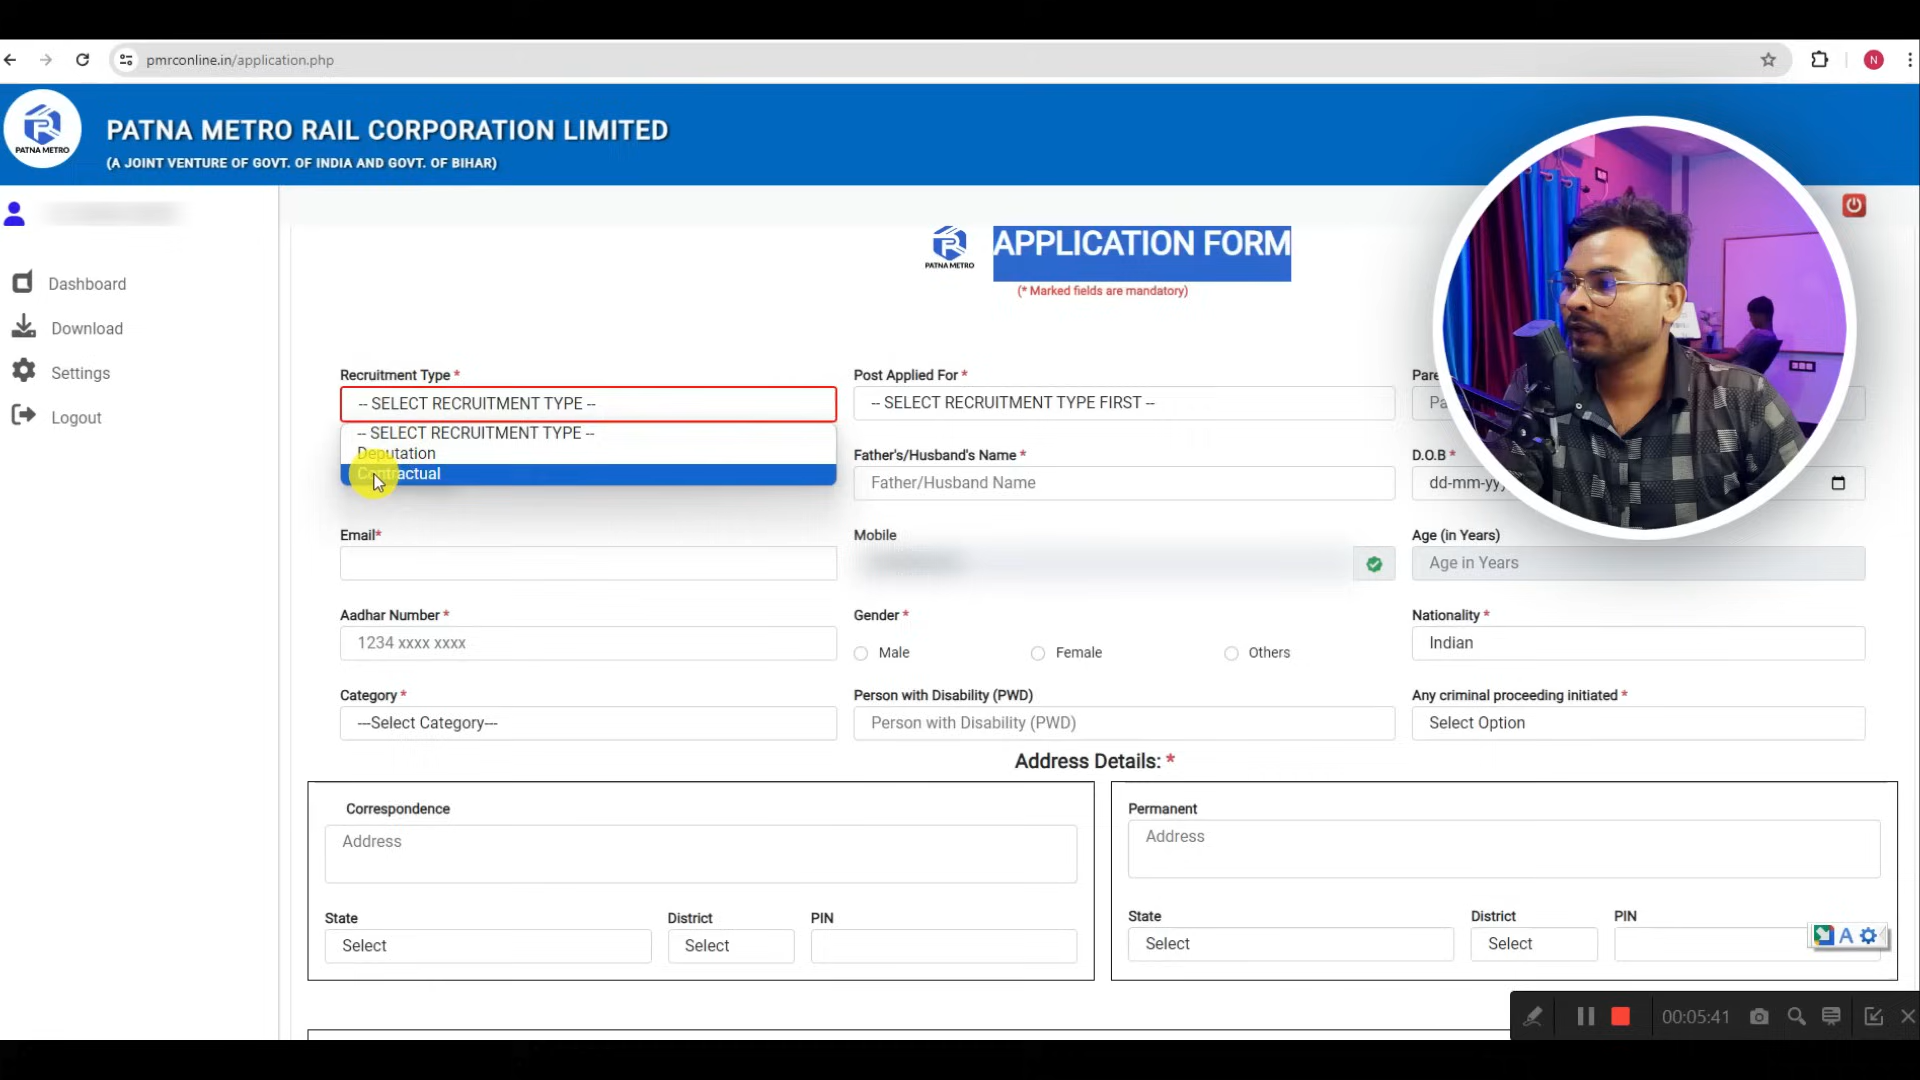 pmrconline.in/application.php
N
PATNA METRO RAIL CORPORATION LIMITED
(A JOINT VENTURE OF GOVT. OF INDIA AND GOVT. OF BIHAR)
PATNA METRO
Dashboard
Download
Settings
Logout
PATNA METRO
APPLICATION FORM
(* Marked fields are mandatory)
Recruitment Type *
-- SELECT RECRUITMENT TYPE --
-- SELECT RECRUITMENT TYPE --
Deputation
Contractual
Post Applied For *
-- SELECT RECRUITMENT TYPE FIRST --
Father's/Husband's Name *
Father/Husband Name
D.O.B *
dd-mm-yy
Email*
Mobile
Age (in Years)
Age in Years
Aadhar Number *
1234 xxxx xxxx
Gender *
Male
Female
Others
Nationality *
Indian
Category *
---Select Category---
Person with Disability (PWD)
Person with Disability (PWD)
Any criminal proceeding initiated *
Select Option
Address Details: *
Correspondence
Address
State
Select
District
Select
PIN
Permanent
Address
State
Select
District
Select
PIN
A
00:05:41